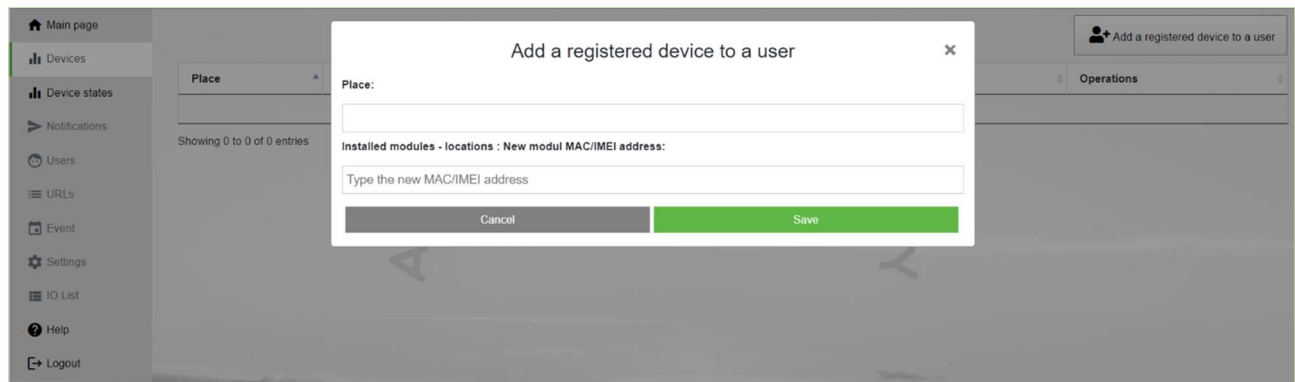 Main page
Devices
Device states
Notifications
Users
URLs
Event
Settings
IO List
Help
Logout
Add a registered device to a user
Place
Operations
Showing 0 to 0 of 0 entries
Add a registered device to a user ×
Place:
Installed modules - locations : New modul MAC/IMEI address:
Type the new MAC/IMEI address
Cancel Save
A Y